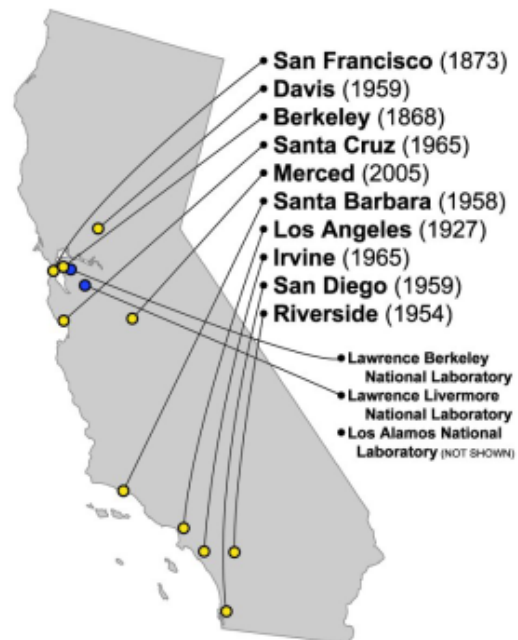 San Francisco (1873)
Davis (1959)
Berkeley (1868)
Santa Cruz (1965)
Merced (2005)
Santa Barbara (1958)
Los Angeles (1927)
Irvine (1965)
San Diego (1959)
Riverside (1954)
Lawrence Berkeley
National Laboratory
Lawrence Livermore
National Laboratory
Los Alamos National
Laboratory (NOT SHOWN)